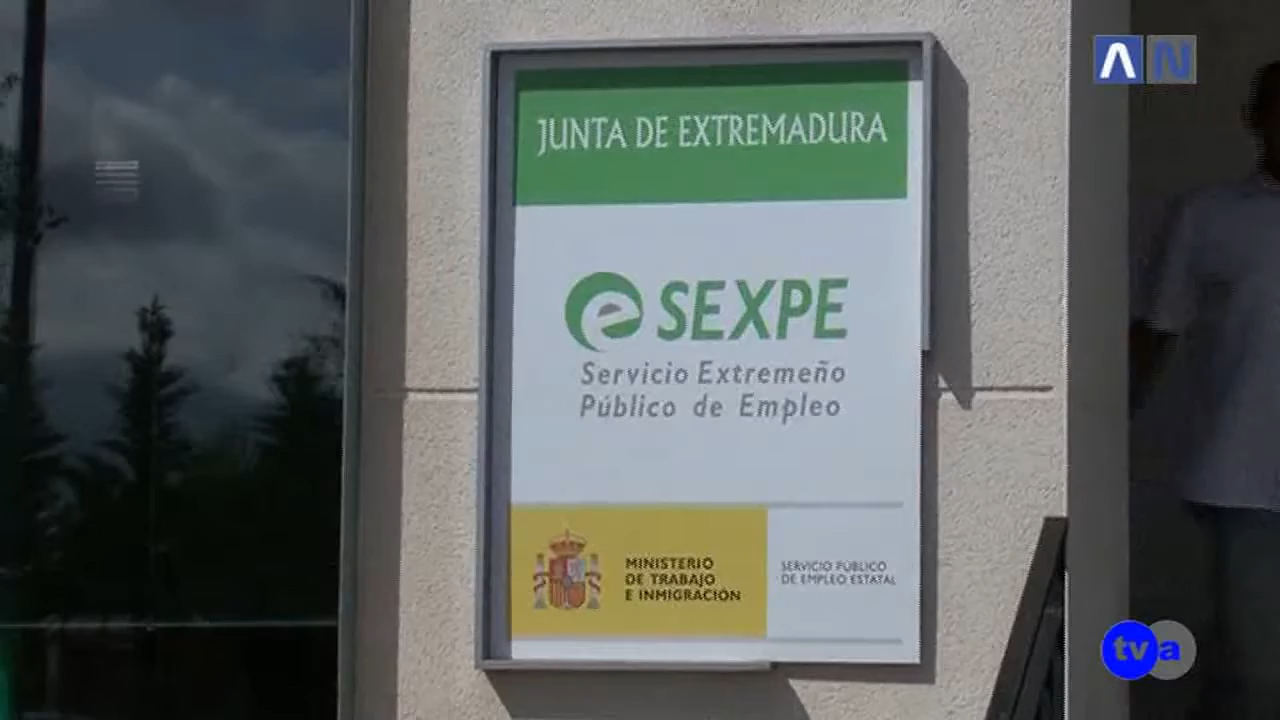 AN
JUNTA DE EXTREMADURA
e SEXPE
Servicio Extremeño
Público de Empleo
MINISTERIO
DE TRABAJO
E INMIGRACIÓN
SERVICIO PÚBLICO
DE EMPLEO ESTATAL
tva